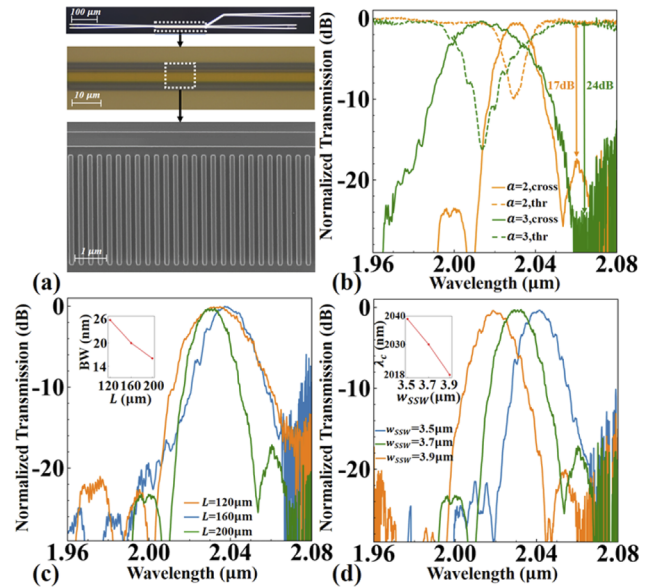 100 μm
10 μm
1 μm
(a)
Normalized Transmission (dB)
0
-10
-20
17dB
24dB
a=2,cross
a=2,thr
a=3,cross
a=3,thr
1.96
2.00
2.04
2.08
Wavelength (μm)
(b)
Normalized Transmission (dB)
0
-10
-20
BW (nm)
26
20
14
120
160
200
L (μm)
L=120μm
L=160μm
L=200μm
1.96
2.00
2.04
2.08
Wavelength (μm)
(c)
Normalized Transmission (dB)
0
-10
-20
λc (nm)
2040
2030
2018
3.5
3.7
3.9
wSSW(μm)
wSSW=3.5μm
wSSW=3.7μm
wSSW=3.9μm
1.96
2.00
2.04
2.08
Wavelength (μm)
(d)